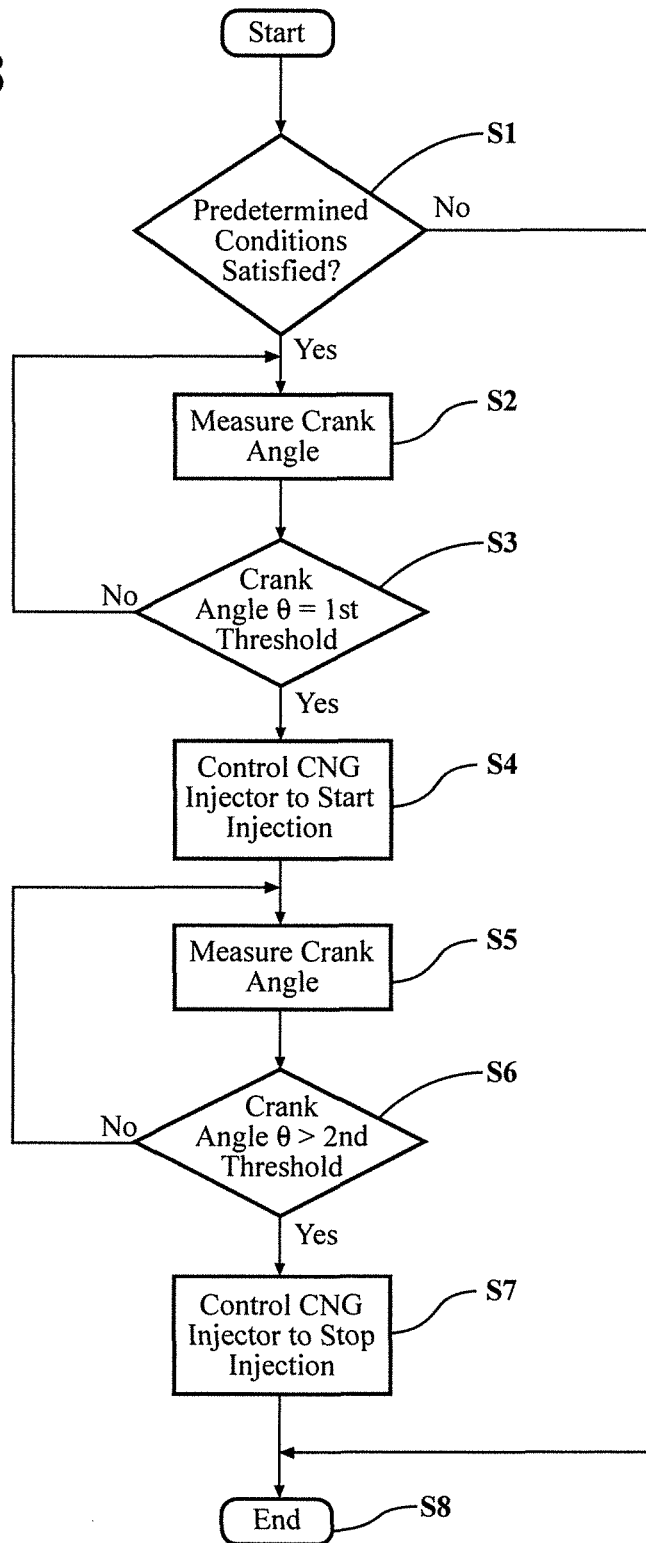 Start
S1
Predetermined
Conditions
Satisfied?
No
Yes
S2
Measure Crank
Angle
S3
Crank
Angle θ = 1st
Threshold
No
Yes
S4
Control CNG
Injector to Start
Injection
S5
Measure Crank
Angle
S6
Crank
Angle θ > 2nd
Threshold
No
Yes
S7
Control CNG
Injector to Stop
Injection
End
S8